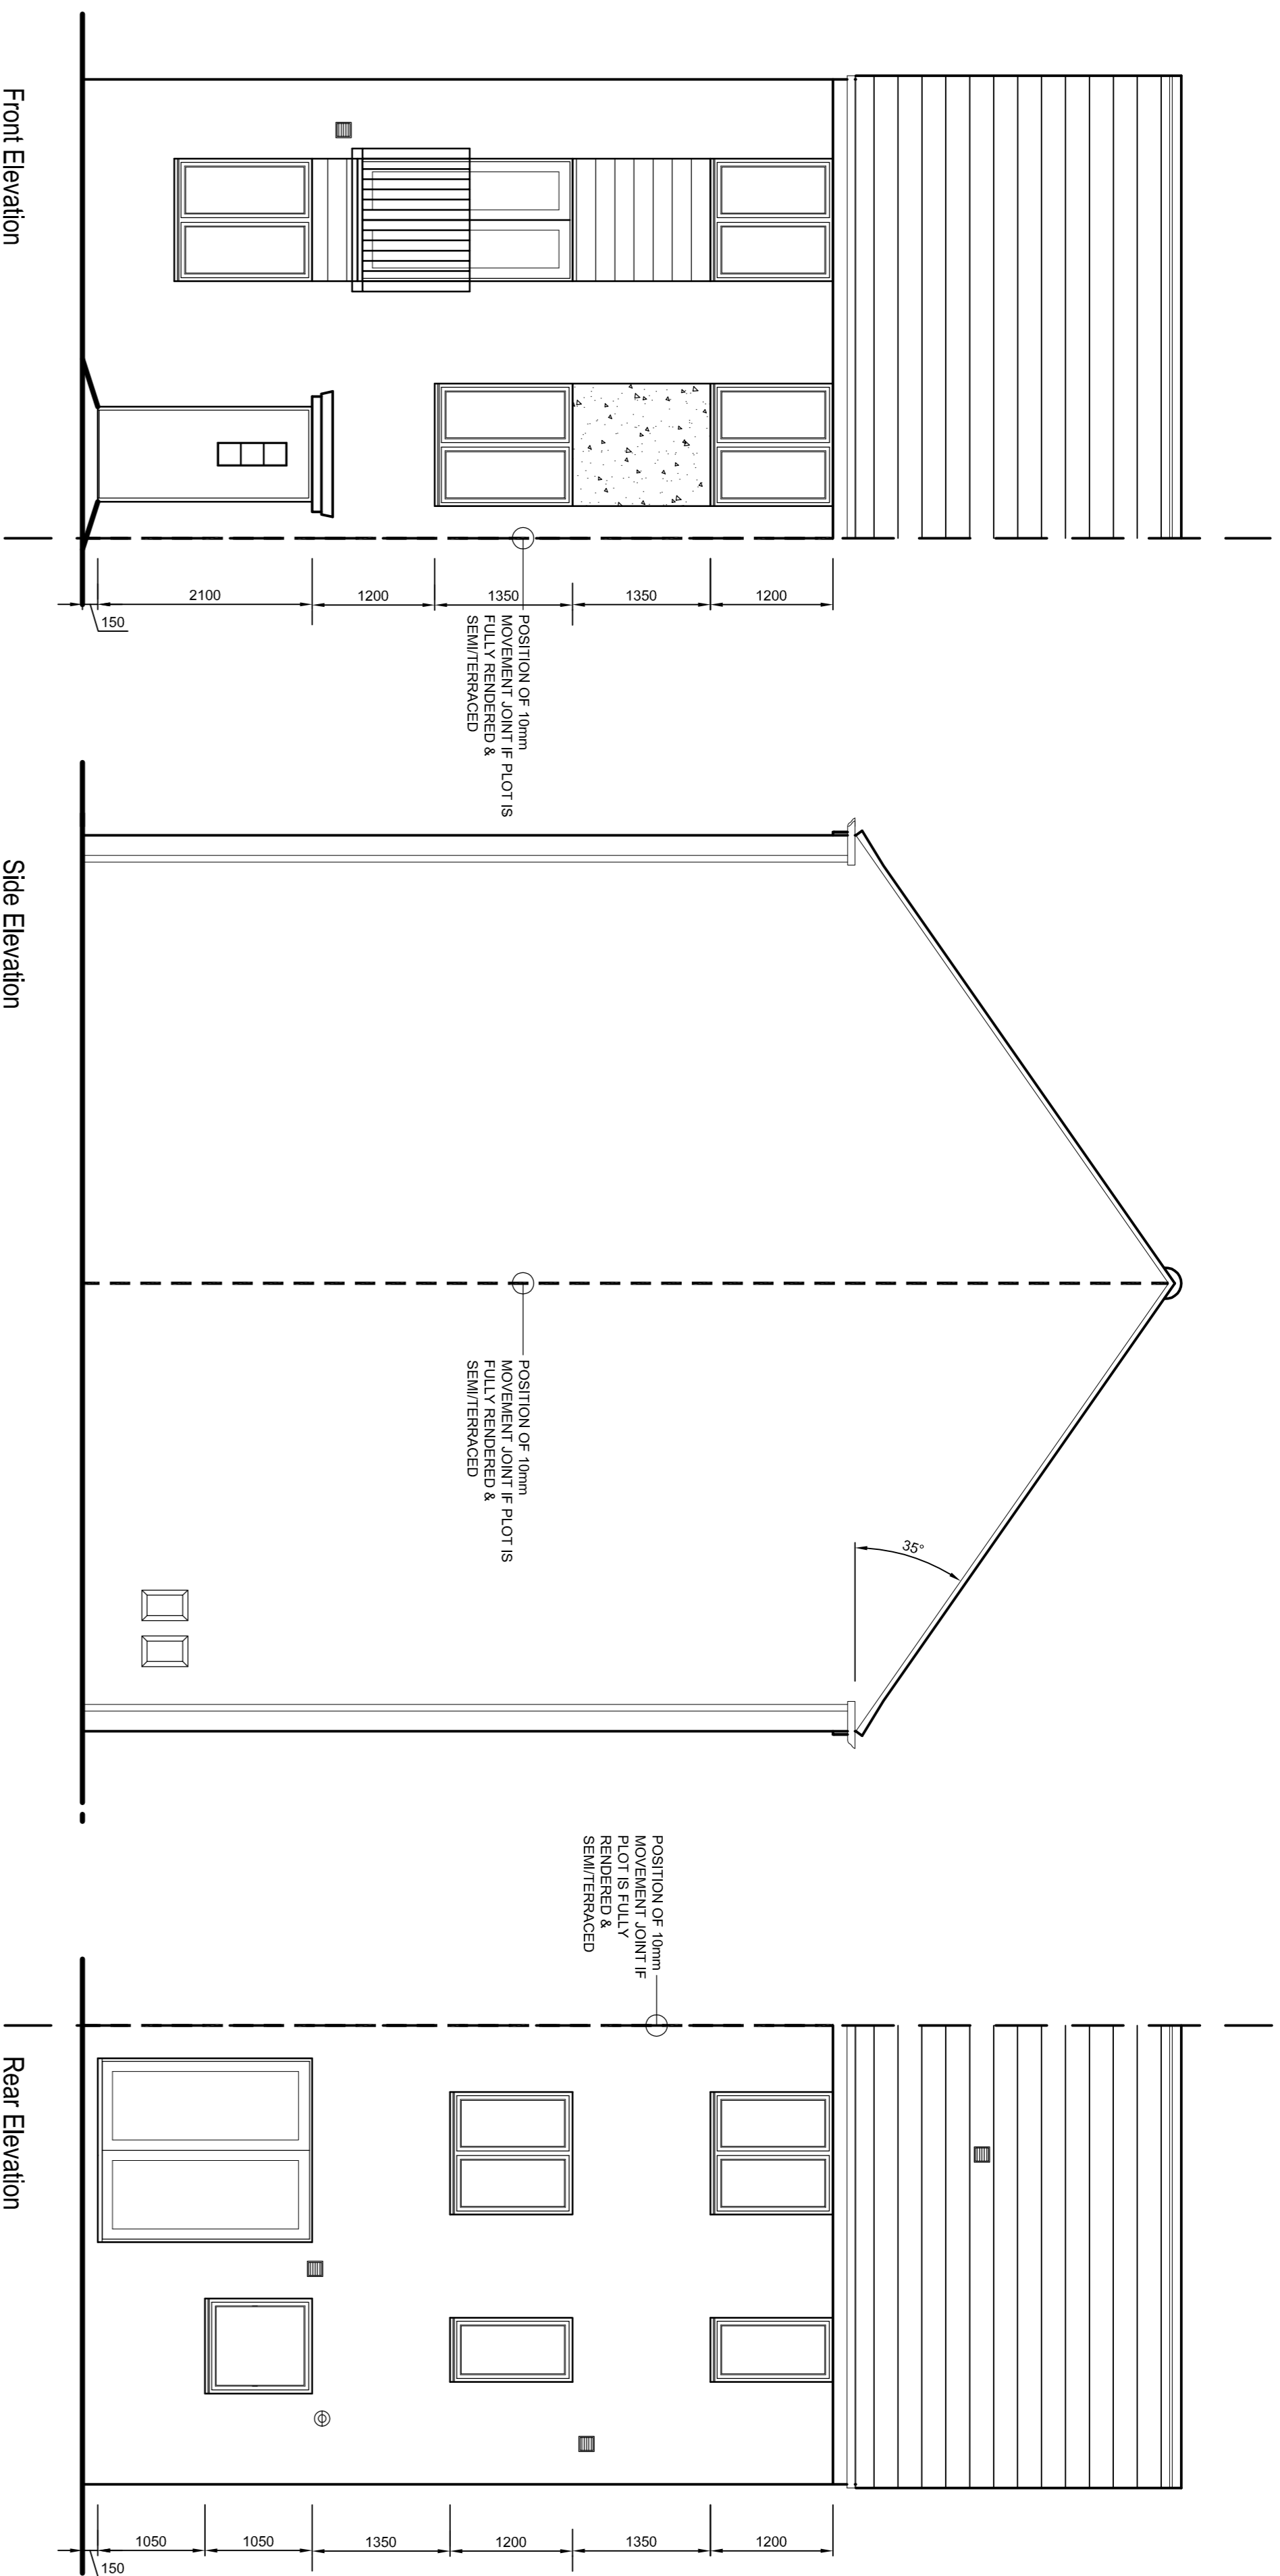 Front Elevation
150
2100
1200
1350
1350
1200
POSITION OF 10mm
MOVEMENT JOINT IF PLOT IS
FULLY RENDERED &
SEMI/TERRACED
Side Elevation
POSITION OF 10mm
MOVEMENT JOINT IF PLOT IS
FULLY RENDERED &
SEMI/TERRACED
35°
Rear Elevation
POSITION OF 10mm
MOVEMENT JOINT IF
PLOT IS FULLY
RENDERED &
SEMI/TERRACED
150
1050
1050
1350
1200
1350
1200